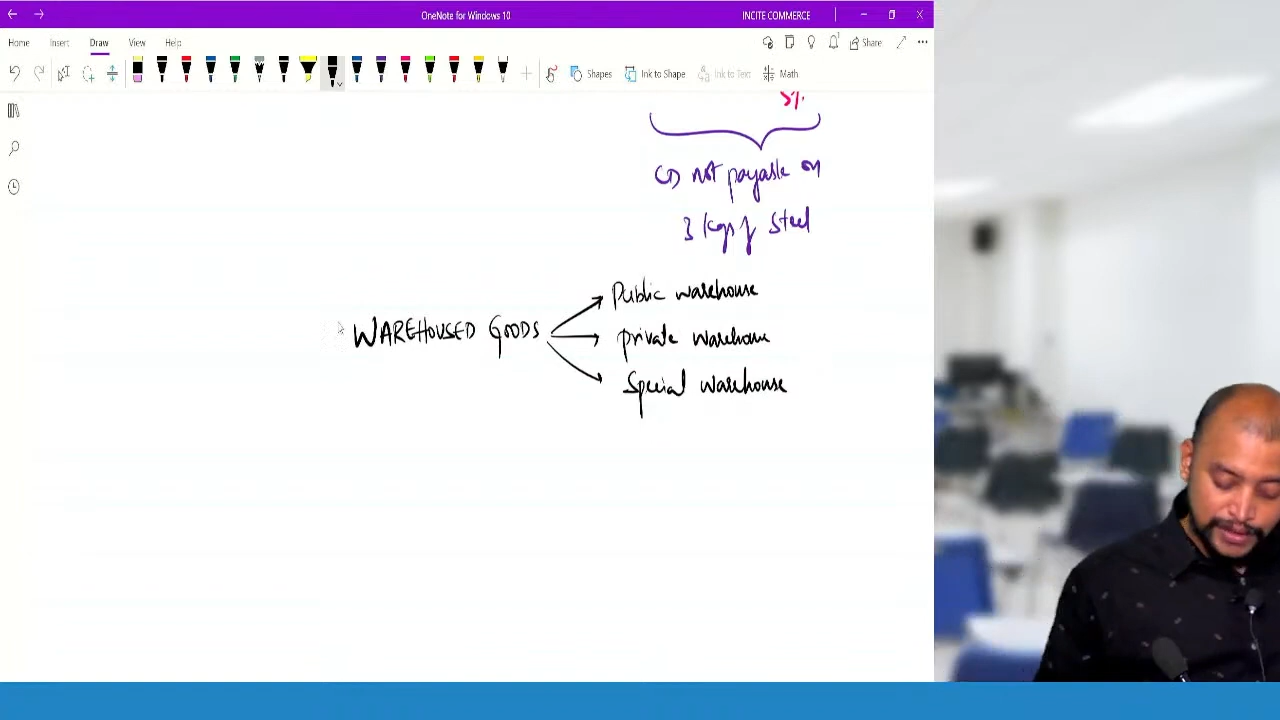 OneNote for Windows 10
INCITE COMMERCE
Home Insert Draw View Help
Share
Shapes Ink to Shape Ink to Text Math
5%
CD not payable on
3 kgs of Steel
WAREHOUSED GOODS
Public warehouse
private warehouse
Special warehouse